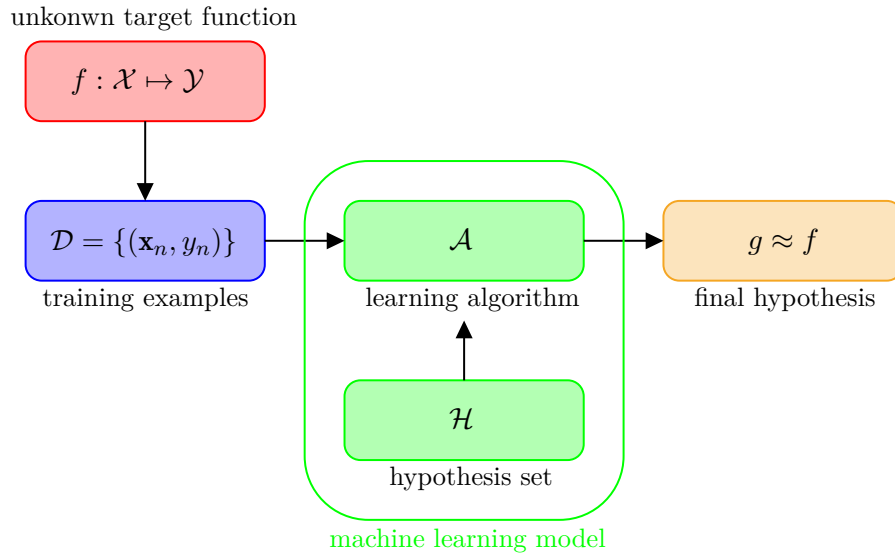 unkonwn target function
f : 𝒳 ↦ 𝒴
𝒟 = {(𝐱ₙ, yₙ)}
training examples
𝒜
learning algorithm
g ≈ f
final hypothesis
ℋ
hypothesis set
machine learning model